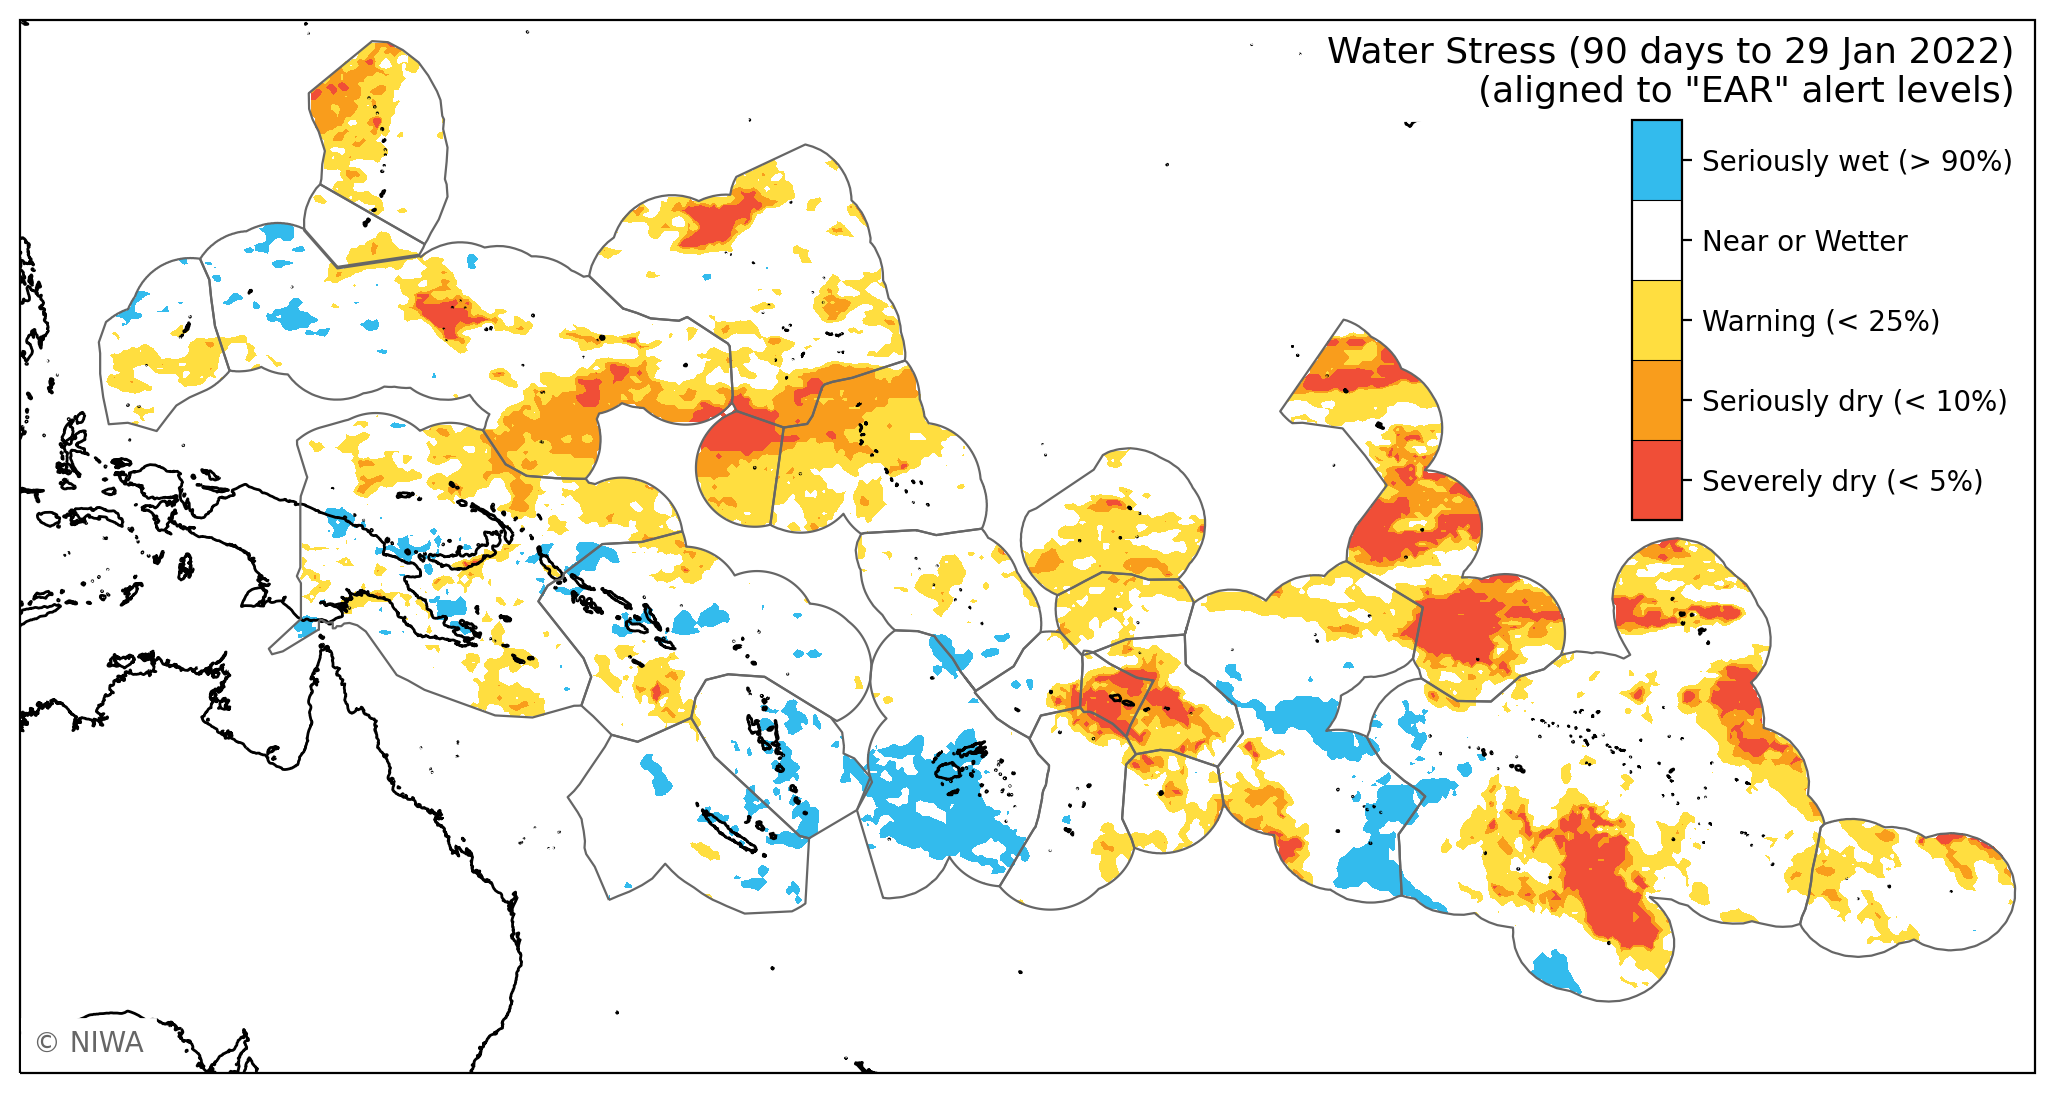 Water Stress (90 days to 29 Jan 2022)
(aligned to "EAR" alert levels)
Seriously wet (> 90%)
Near or Wetter
Warning (< 25%)
Seriously dry (< 10%)
Severely dry (< 5%)
© NIWA